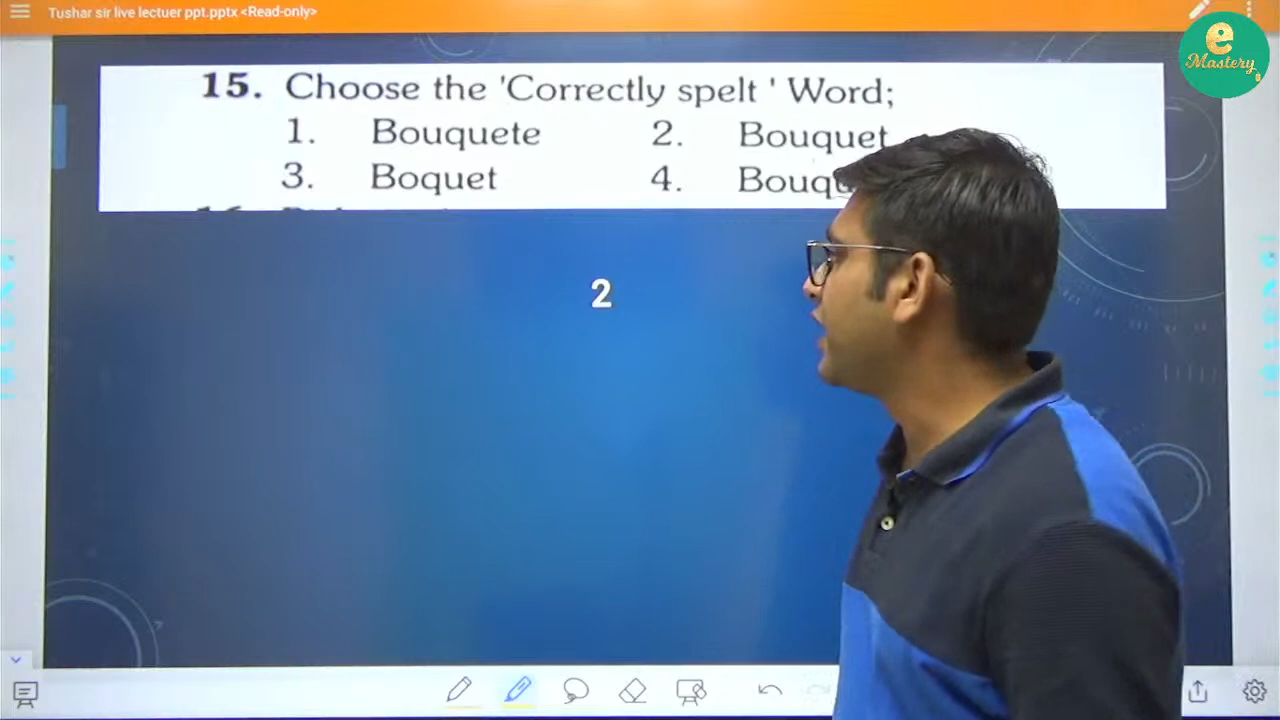 Tushar sir live lectuer ppt.pptx <Read-only>
e
Mastery
15. Choose the 'Correctly spelt ' Word;
1. Bouquete 2. Bouquet
3. Boquet 4.
2